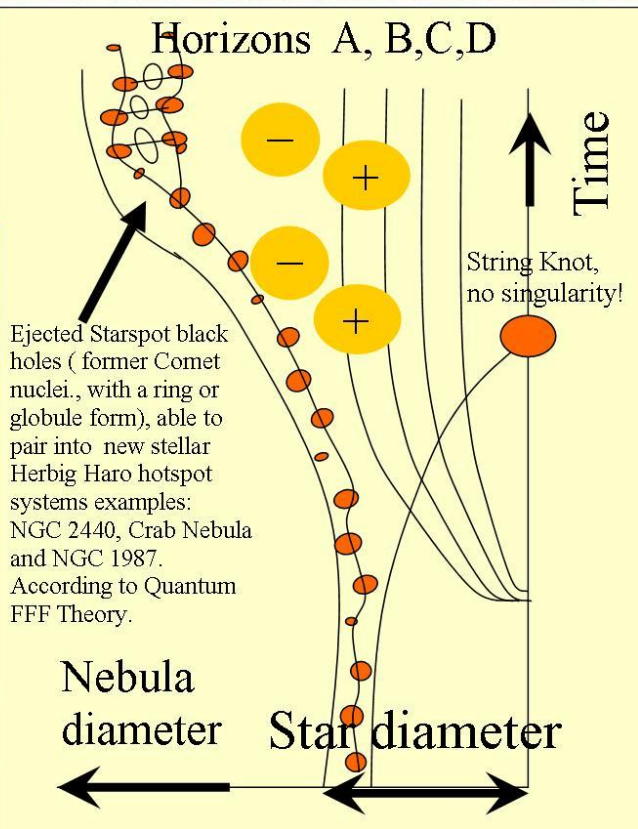 Horizons A, B,C,D
−
+
−
+
Time
String Knot,
no singularity!
Ejected Starspot black
holes ( former Comet
nuclei., with a ring or
globule form), able to
pair into new stellar
Herbig Haro hotspot
systems examples:
NGC 2440, Crab Nebula
and NGC 1987.
According to Quantum
FFF Theory.
Nebula
diameter
Star diameter